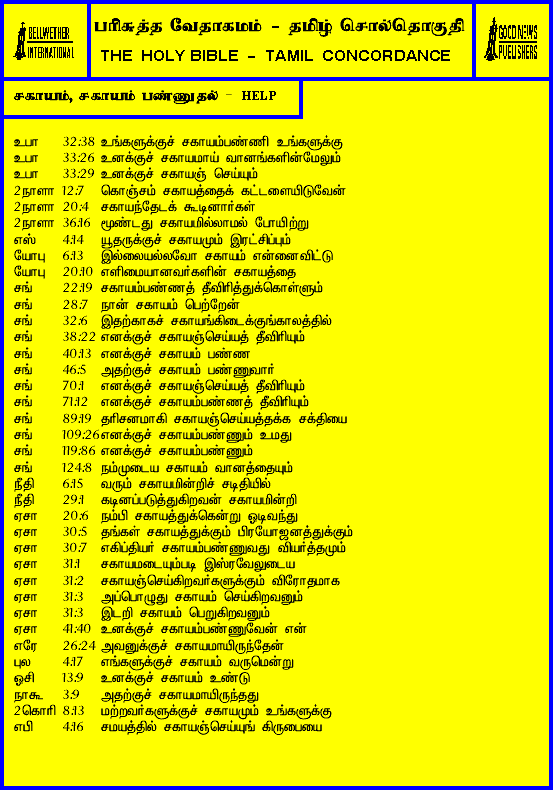 BELLWETHER
INTERNATIONAL
பரிசுத்த வேதாகமம் - தமிழ் சொல்தொகுதி
THE HOLY BIBLE - TAMIL CONCORDANCE
GOOD NEWS
PUBLISHERS
சகாயம், சகாயம் பண்ணுதல் - HELP
உபா 32:38 உங்களுக்குச் சகாயம்பண்ணி உங்களுக்கு
உபா 33:26 உனக்குச் சகாயமாய் வானங்களின்மேலும்
உபா 33:29 உனக்குச் சகாயஞ் செய்யும்
2நாளா 12:7 கொஞ்சம் சகாயத்தைக் கட்டளையிடுவேன்
2நாளா 20:4 சகாயந்தேடக் கூடினார்கள்
2நாளா 36:16 மூண்டது சகாயமில்லாமல் போயிற்று
எஸ் 4:14 யூதருக்குச் சகாயமும் இரட்சிப்பும்
யோபு 6:13 இல்லையல்லவோ சகாயம் என்னைவிட்டு
யோபு 20:10 எளிமையானவர்களின் சகாயத்தை
சங் 22:19 சகாயம்பண்ணத் தீவிரித்துக்கொள்ளும்
சங் 28:7 நான் சகாயம் பெற்றேன்
சங் 32:6 இதற்காகச் சகாயங்கிடைக்குங்காலத்தில்
சங் 38:22 எனக்குச் சகாயஞ்செய்யத் தீவிரியும்
சங் 40:13 எனக்குச் சகாயம் பண்ண
சங் 46:5 அதற்குச் சகாயம் பண்ணுவார்
சங் 70:1 எனக்குச் சகாயஞ்செய்யத் தீவிரியும்
சங் 71:12 எனக்குச் சகாயம்பண்ணத் தீவிரியும்
சங் 89:19 தரிசனமாகி சகாயஞ்செய்யத்தக்க சக்தியை
சங் 109:26எனக்குச் சகாயம்பண்ணும் உமது
சங் 119:86 எனக்குச் சகாயம்பண்ணும்
சங் 124:8 நம்முடைய சகாயம் வானத்தையும்
நீதி 6:15 வரும் சகாயமின்றிச் சடிதியில்
நீதி 29:1 கடினப்படுத்துகிறவன் சகாயமின்றி
ஏசா 20:6 நம்பி சகாயத்துக்கென்று ஓடிவந்து
ஏசா 30:5 தங்கள் சகாயத்துக்கும் பிரயோஜனத்துக்கும்
ஏசா 30:7 எகிப்தியர் சகாயம்பண்ணுவது வியர்த்தமும்
ஏசா 31:1 சகாயமடையும்படி இஸ்ரவேலுடைய
ஏசா 31:2 சகாயஞ்செய்கிறவர்களுக்கும் விரோதமாக
ஏசா 31:3 அப்பொழுது சகாயம் செய்கிறவனும்
ஏசா 31:3 இடறி சகாயம் பெறுகிறவனும்
ஏசா 41:40 உனக்குச் சகாயம்பண்ணுவேன் என்
எரே 26:24 அவனுக்குச் சகாயமாயிருந்தேன்
புல 4:17 எங்களுக்குச் சகாயம் வருமென்று
ஓசி 13:9 உனக்குச் சகாயம் உண்டு
நாகூ 3:9 அதற்குச் சகாயமாயிருந்தது
2கொரி 8:13 மற்றவர்களுக்குச் சகாயமும் உங்களுக்கு
எபி 4:16 சமயத்தில் சகாயஞ்செய்யுங் கிருபையை